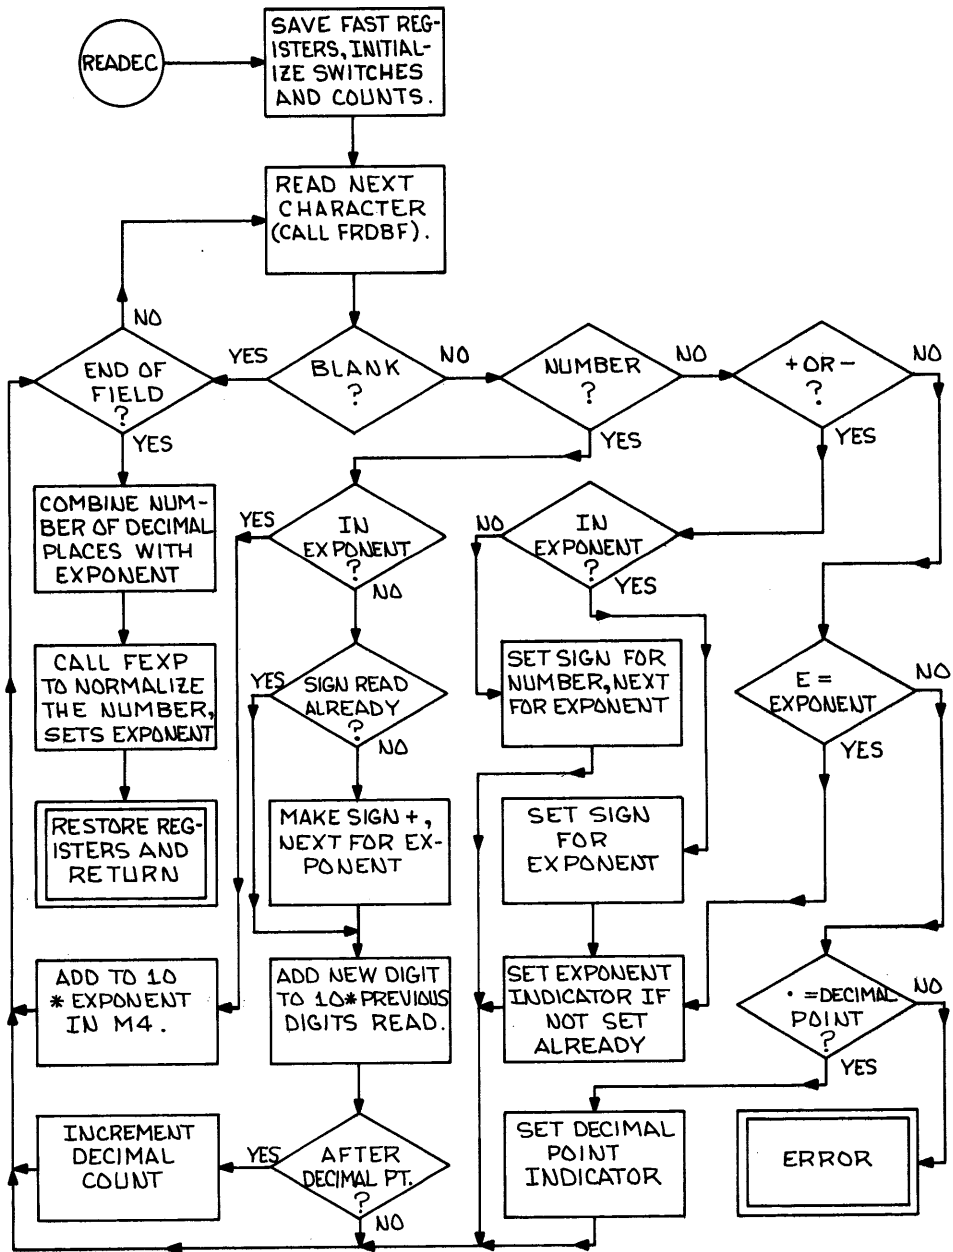 READEC
SAVE FAST REG-
ISTERS, INITIAL-
IZE SWITCHES
AND COUNTS.
READ NEXT
CHARACTER
(CALL FRDBF).
NO
END OF
FIELD
?
YES
YES
BLANK
?
NO
NUMBER
?
NO
YES
+ OR -
?
NO
YES
COMBINE NUM-
BER OF DECIMAL
PLACES WITH
EXPONENT
YES
IN
EXPONENT
?
NO
NO
IN
EXPONENT
?
YES
CALL FEXP
TO NORMALIZE
THE NUMBER,
SETS EXPONENT
YES
SIGN READ
ALREADY
?
NO
SET SIGN FOR
NUMBER, NEXT
FOR EXPONENT
E =
EXPONENT
NO
YES
RESTORE REG-
ISTERS AND
RETURN
MAKE SIGN +,
NEXT FOR EX-
PONENT
SET SIGN
FOR
EXPONENT
ADD TO 10
* EXPONENT
IN M4.
ADD NEW DIGIT
TO 10 * PREVIOUS
DIGITS READ.
SET EXPONENT
INDICATOR IF
NOT SET
ALREADY
• = DECIMAL
POINT
?
NO
YES
INCREMENT
DECIMAL
COUNT
YES
AFTER
DECIMAL PT.
?
NO
SET DECIMAL
POINT
INDICATOR
ERROR